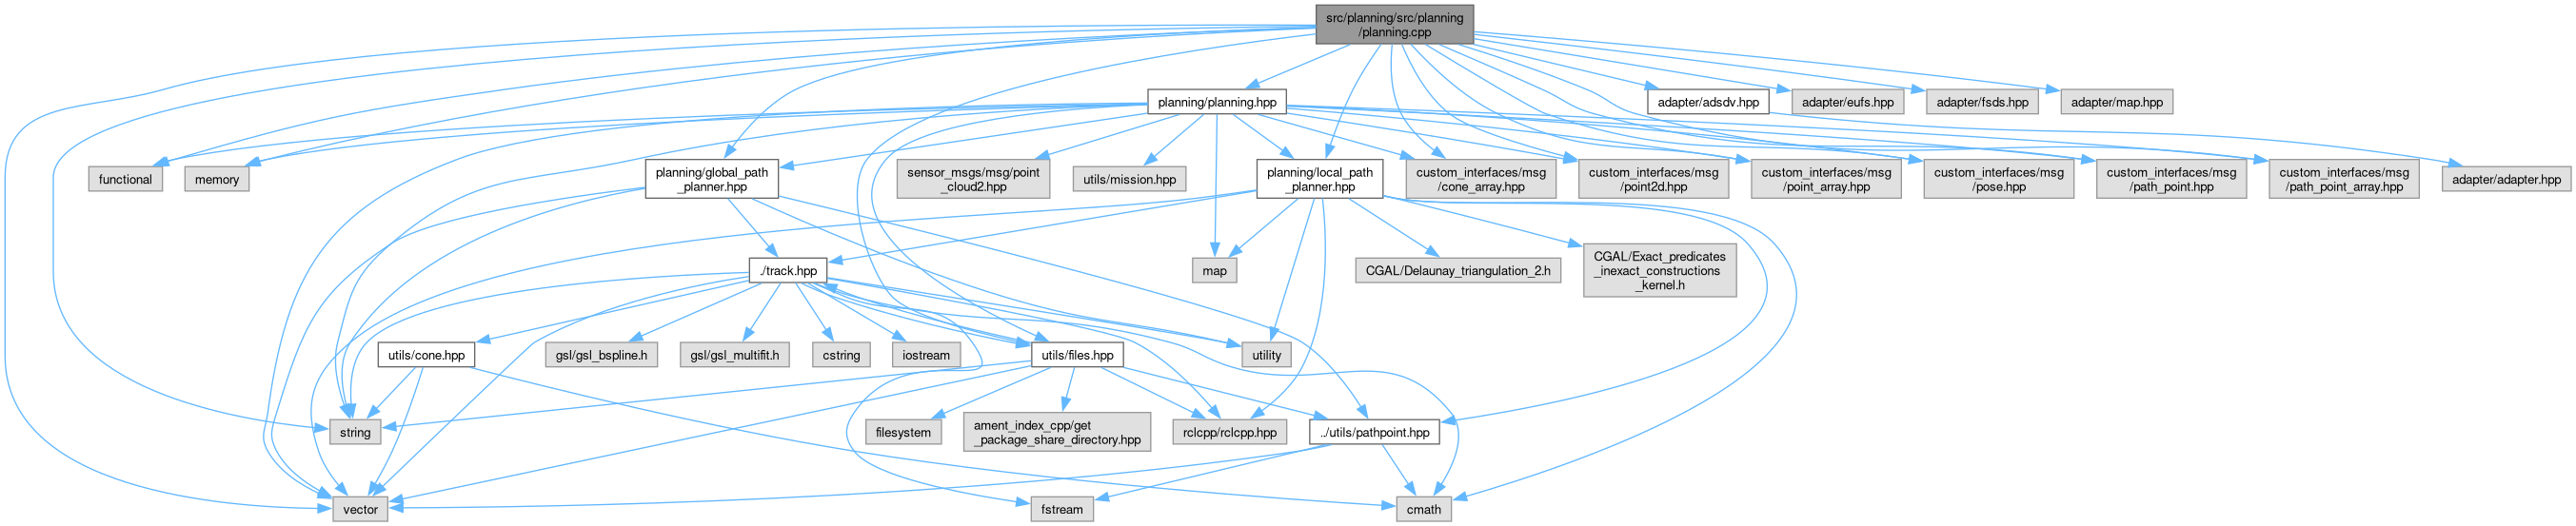 src/planning/src/planning
/planning.cpp
planning/planning.hpp
adapter/adsdv.hpp
adapter/eufs.hpp
adapter/fsds.hpp
adapter/map.hpp
functional
memory
planning/global_path
_planner.hpp
sensor_msgs/msg/point
_cloud2.hpp
utils/mission.hpp
planning/local_path
_planner.hpp
custom_interfaces/msg
/cone_array.hpp
custom_interfaces/msg
/point2d.hpp
custom_interfaces/msg
/point_array.hpp
custom_interfaces/msg
/pose.hpp
custom_interfaces/msg
/path_point.hpp
custom_interfaces/msg
/path_point_array.hpp
adapter/adapter.hpp
./track.hpp
map
CGAL/Delaunay_triangulation_2.h
CGAL/Exact_predicates
_inexact_constructions
_kernel.h
utils/cone.hpp
gsl/gsl_bspline.h
gsl/gsl_multifit.h
cstring
iostream
utils/files.hpp
utility
string
filesystem
ament_index_cpp/get
_package_share_directory.hpp
rclcpp/rclcpp.hpp
../utils/pathpoint.hpp
vector
fstream
cmath